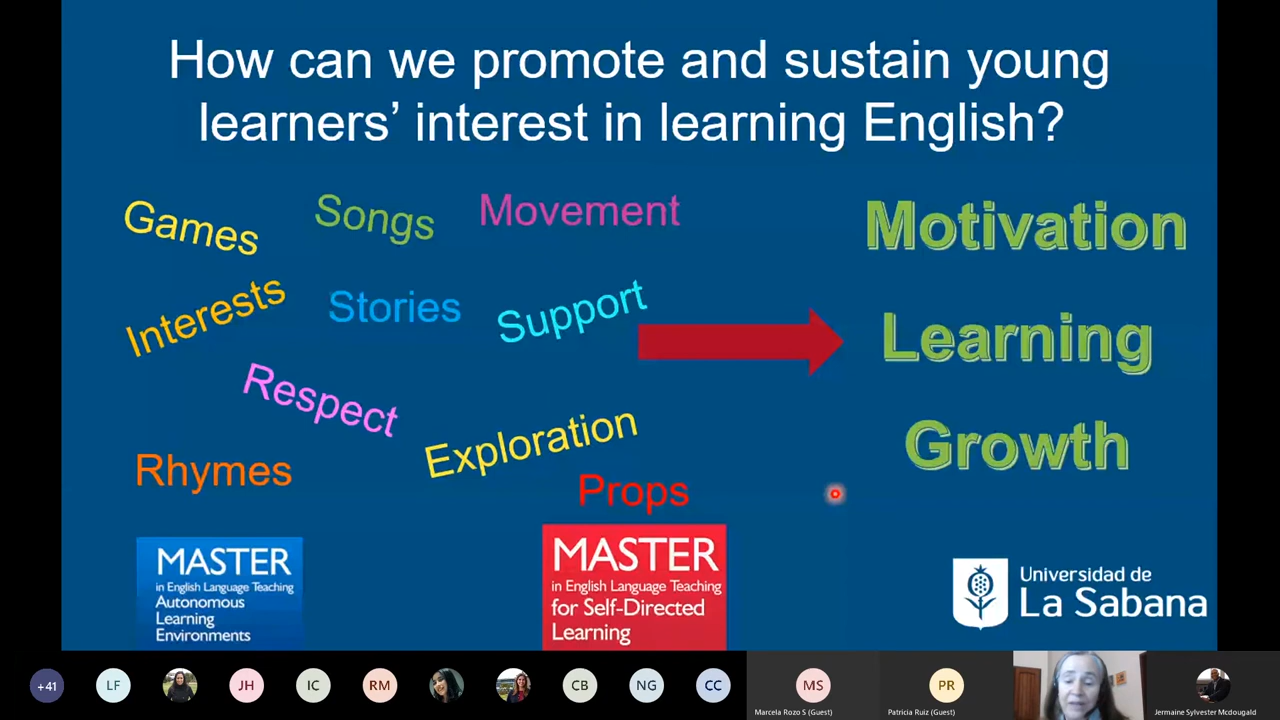 How can we promote and sustain young
learners’ interest in learning English?
Games
Songs
Movement
Motivation
Interests
Stories
Support
Learning
Respect
Exploration
Growth
Rhymes
Props
MASTER
in English Language Teaching
Autonomous
Learning
Environments
MASTER
in English Language Teaching
for Self-Directed
Learning
Universidad de
La Sabana
+41
LF
JH
IC
RM
CB
NG
CC
MS
PR
Marcela Rozo S (Guest)
Patricia Ruiz (Guest)
Jermaine Sylvester Mcdougald